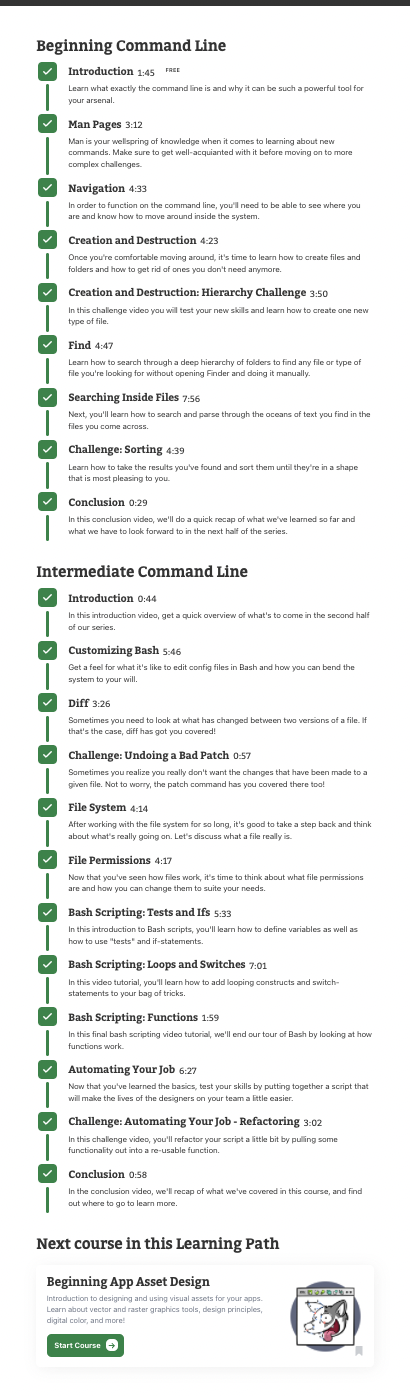 Beginning Command Line
Introduction 1:45 FREE
Learn what exactly the command line is and why it can be such a powerful tool for
your arsenal.
Man Pages 3:12
Man is your wellspring of knowledge when it comes to learning about new
commands. Make sure to get well-acquianted with it before moving on to more
complex challenges.
Navigation 4:33
In order to function on the command line, you'll need to be able to see where you
are and know how to move around inside the system.
Creation and Destruction 4:23
Once you're comfortable moving around, it's time to learn how to create files and
folders and how to get rid of ones you don't need anymore.
Creation and Destruction: Hierarchy Challenge 3:50
In this challenge video you will test your new skills and learn how to create one new
type of file.
Find 4:47
Learn how to search through a deep hierarchy of folders to find any file or type of
file you're looking for without opening Finder and doing it manually.
Searching Inside Files 7:56
Next, you'll learn how to search and parse through the oceans of text you find in the
files you come across.
Challenge: Sorting 4:39
Learn how to take the results you've found and sort them until they're in a shape
that is most pleasing to you.
Conclusion 0:29
In this conclusion video, we'll do a quick recap of what we've learned so far and
what we have to look forward to in the next half of the series.
Intermediate Command Line
Introduction 0:44
In this introduction video, get a quick overview of what's to come in the second half
of our series.
Customizing Bash 5:46
Get a feel for what it's like to edit config files in Bash and how you can bend the
system to your will.
Diff 3:26
Sometimes you need to look at what has changed between two versions of a file. If
that's the case, diff has got you covered!
Challenge: Undoing a Bad Patch 0:57
Sometimes you realize you really don't want the changes that have been made to a
given file. Not to worry, the patch command has you covered there too!
File System 4:14
After working with the file system for so long, it's good to take a step back and think
about what's really going on. Let's discuss what a file really is.
File Permissions 4:17
Now that you've seen how files work, it's time to think about what file permissions
are and how you can change them to suite your needs.
Bash Scripting: Tests and Ifs 5:33
In this introduction to Bash scripts, you'll learn how to define variables as well as
how to use "tests" and if-statements.
Bash Scripting: Loops and Switches 7:01
In this video tutorial, you'll learn how to add looping constructs and switch-
statements to your bag of tricks.
Bash Scripting: Functions 1:59
In this final bash scripting video tutorial, we'll end our tour of Bash by looking at how
functions work.
Automating Your Job 6:27
Now that you've learned the basics, test your skills by putting together a script that
will make the lives of the designers on your team a little easier.
Challenge: Automating Your Job - Refactoring 3:02
In this challenge video, you'll refactor your script a little bit by pulling some
functionality out into a re-usable function.
Conclusion 0:58
In the conclusion video, we'll recap of what we've covered in this course, and find
out where to go to learn more.
Next course in this Learning Path
Beginning App Asset Design
Introduction to designing and using visual assets for your apps.
Learn about vector and raster graphics tools, design principles,
digital color, and more!
Start Course